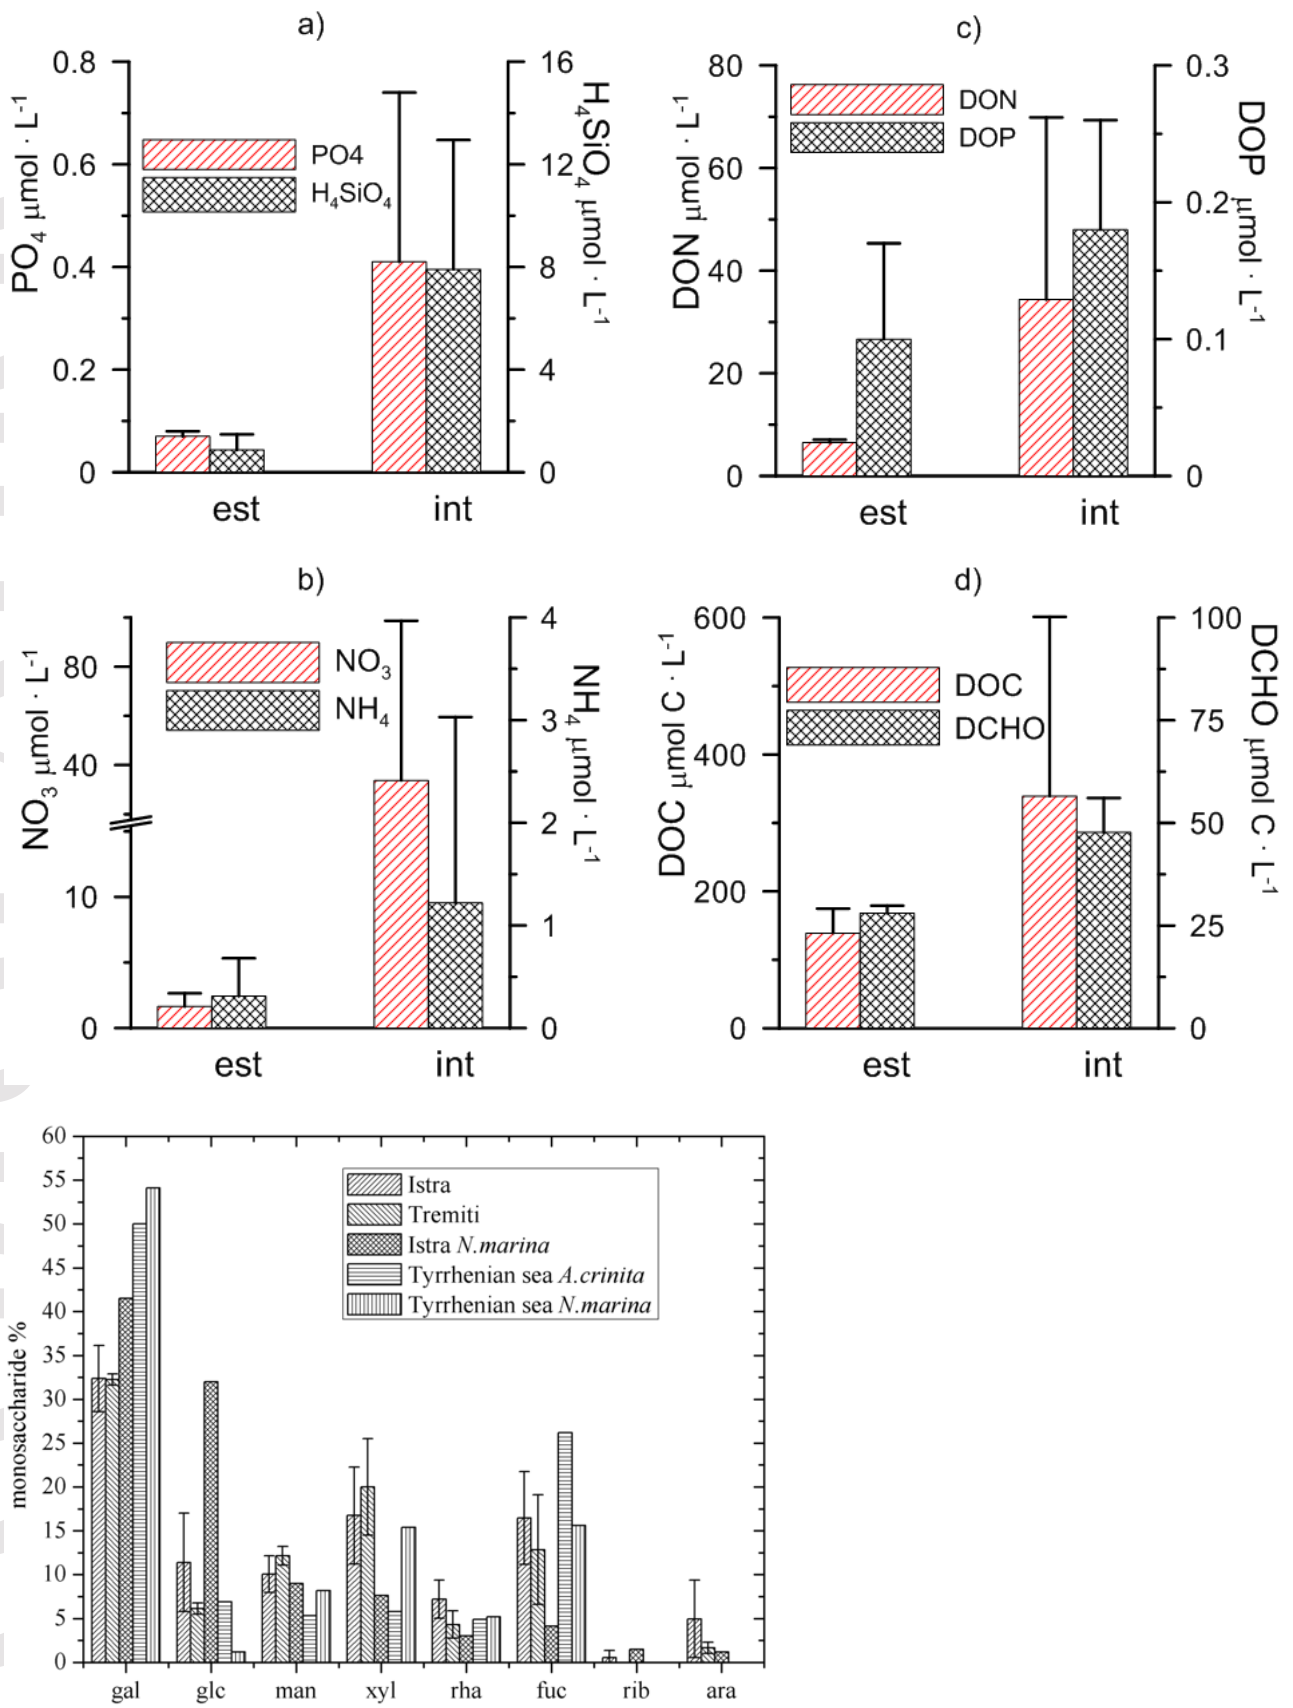 a)
0.8
0.6
0.4
0.2
0
PO₄ μmol · L⁻¹
PO4
H₄SiO₄
16
12
8
4
0
H₄SiO₄ μmol · L⁻¹
est int
c)
80
60
40
20
0
DON μmol · L⁻¹
DON
DOP
0.3
0.2
0.1
0
DOP μmol · L⁻¹
est int
b)
80
40
10
0
NO₃ μmol · L⁻¹
NO₃
NH₄
4
3
2
1
0
NH₄ μmol · L⁻¹
est int
d)
600
400
200
0
DOC μmol C · L⁻¹
DOC
DCHO
100
75
50
25
0
DCHO μmol C · L⁻¹
est int
60
55
50
45
40
35
30
25
20
15
10
5
0
monosaccharide %
Istra
Tremiti
Istra N.marina
Tyrrhenian sea A.crinita
Tyrrhenian sea N.marina
gal glc man xyl rha fuc rib ara